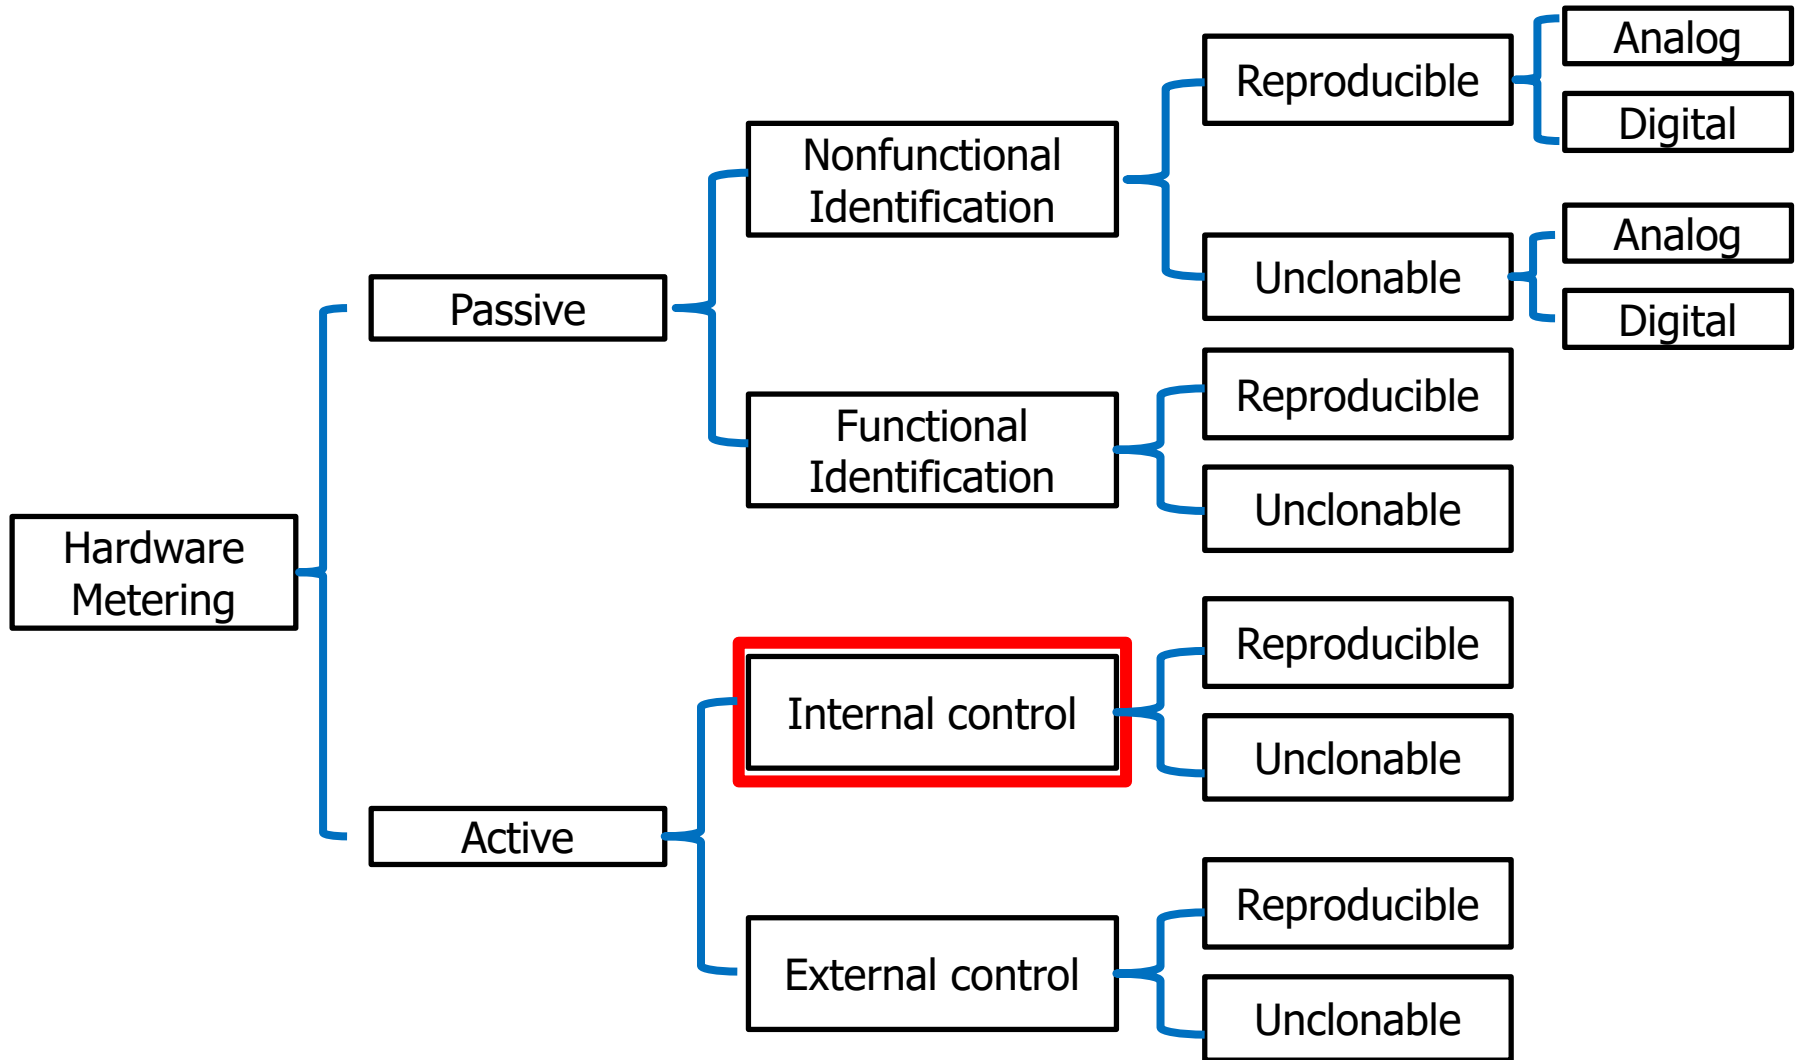 Hardware
Metering
Passive
Nonfunctional
Identification
Reproducible
Analog
Digital
Unclonable
Analog
Digital
Functional
Identification
Reproducible
Unclonable
Active
Internal control
Reproducible
Unclonable
External control
Reproducible
Unclonable